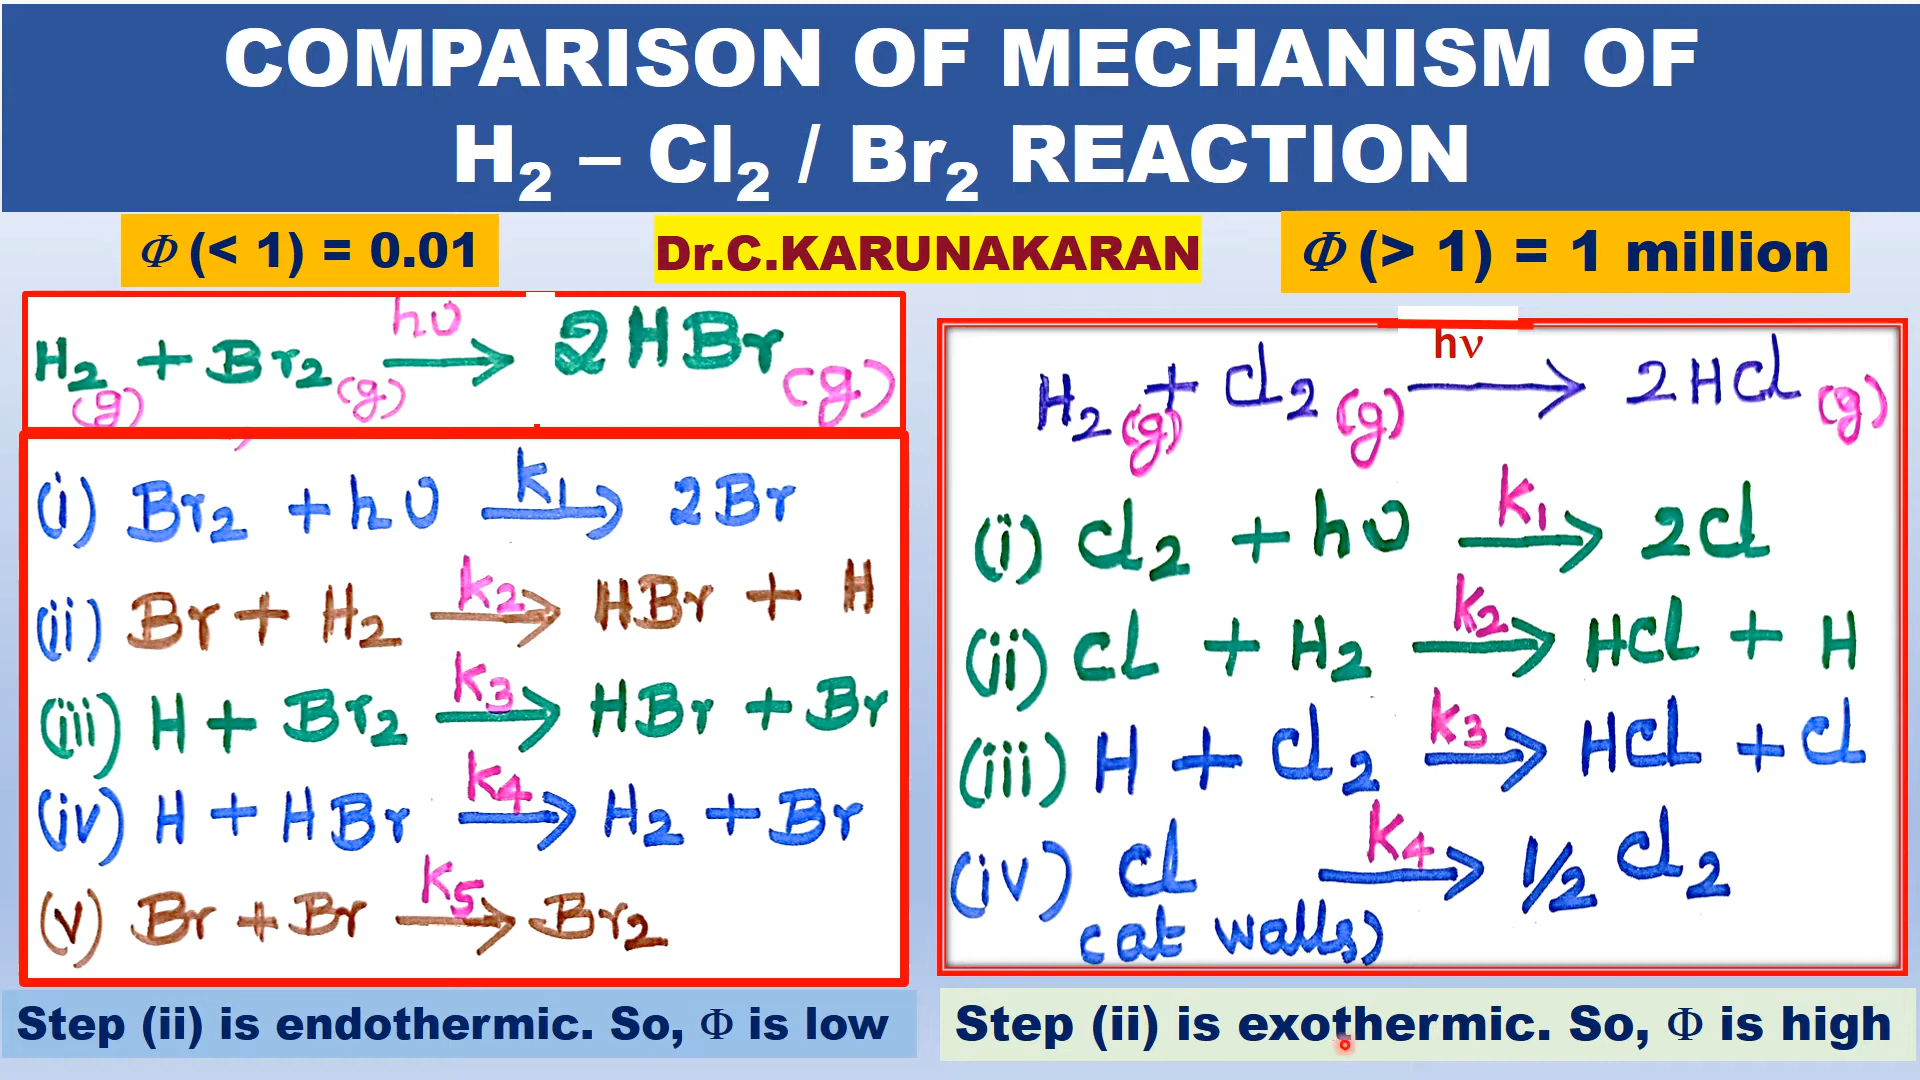 COMPARISON OF MECHANISM OF
H₂ – Cl₂ / Br₂ REACTION
Φ (< 1) = 0.01
Dr.C.KARUNAKARAN
Φ (> 1) = 1 million
H₂(g) + Br₂(g) hυ → 2HBr(g)
(i) Br₂ + hυ k₁ → 2Br
(ii) Br + H₂ k₂ → HBr + H
(iii) H + Br₂ k₃ → HBr + Br
(iv) H + HBr k₄ → H₂ + Br
(v) Br + Br k₅ → Br₂
Step (ii) is endothermic. So, Φ is low
H₂(g) + Cl₂(g) hν → 2HCl(g)
(i) Cl₂ + hυ k₁ → 2Cl
(ii) Cl + H₂ k₂ → HCl + H
(iii) H + Cl₂ k₃ → HCl + Cl
(iv) Cl k₄ → 1/2 Cl₂
(at walls)
Step (ii) is exothermic. So, Φ is high